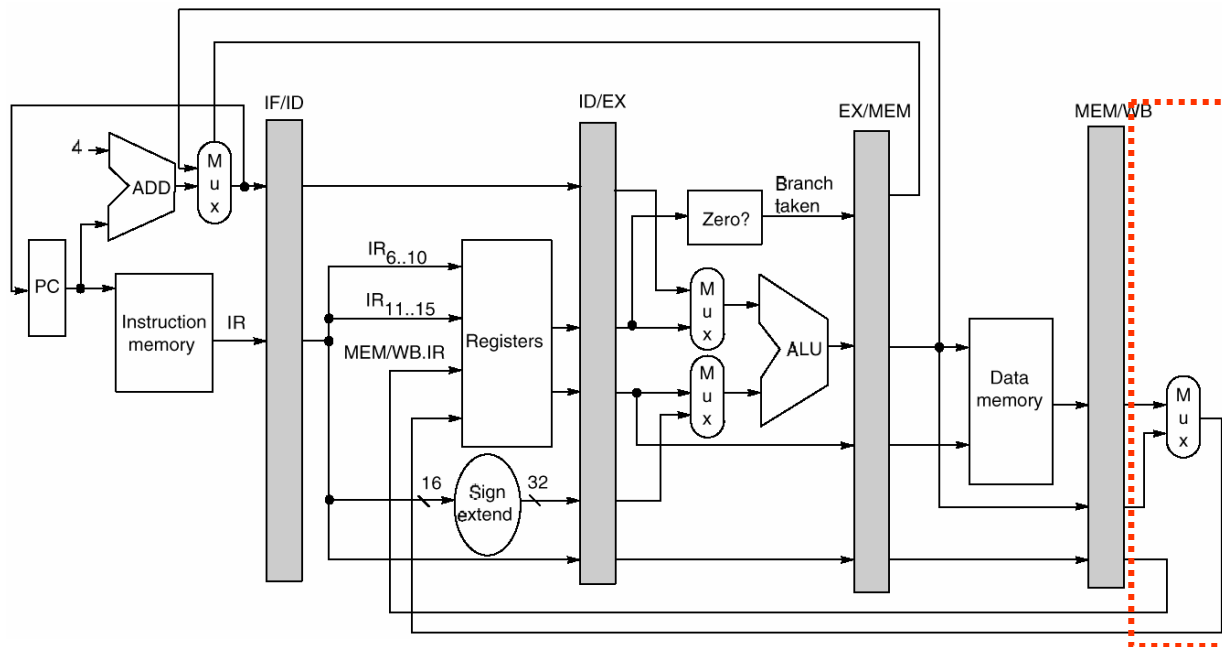 IF/ID
ID/EX
EX/MEM
MEM/WB
4
ADD
M
u
x
Branch
taken
Zero?
IR6..10
PC
Instruction
memory
IR
IR11..15
MEM/WB.IR
Registers
M
u
x
ALU
M
u
x
Data
memory
M
u
x
16
Sign
extend
32